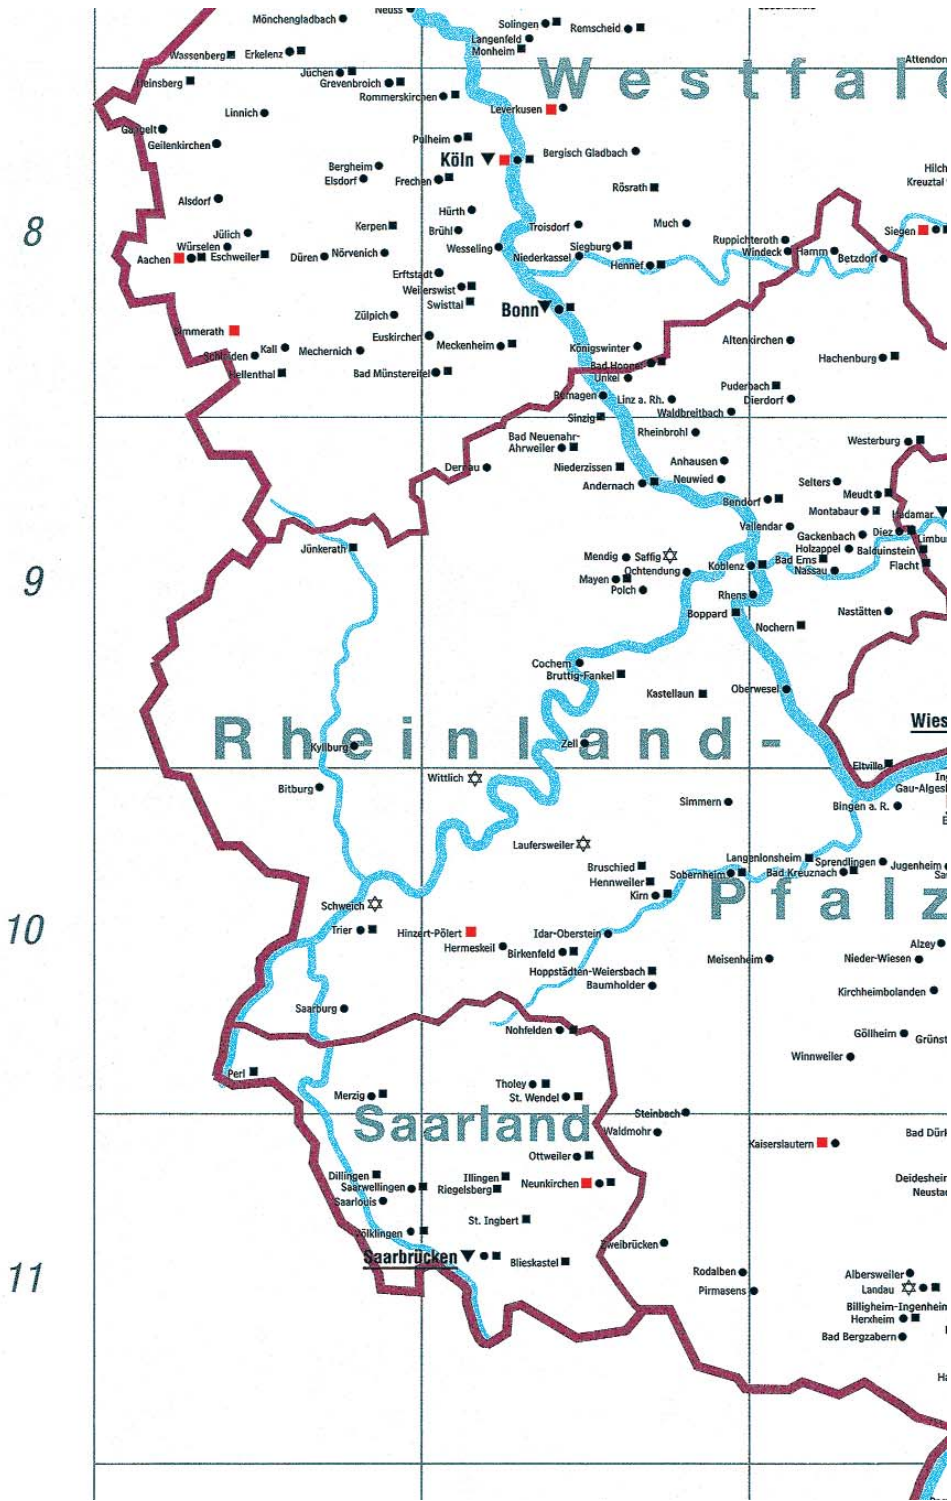 Neuss
Mönchengladbach
Solingen
Remscheid
Langenfeld
Monheim
Wassenberg
Erkelenz
Westfale
Attendorn
Jüchen
Heinsberg
Grevenbroich
Rommerskirchen
Leverkusen
Linnich
Gangelt
Geilenkirchen
Pulheim
Köln
Bergisch Gladbach
Bergheim
Elsdorf
Frechen
Hilch
Kreuztal
Rösrath
Alsdorf
Hürth
8
Kerpen
Brühl
Troisdorf
Much
Siegen
Jülich
Würselen
Aachen
Eschweiler
Düren
Nörvenich
Wesseling
Niederkassel
Siegburg
Hennef
Ruppichteroth
Windeck
Hamm
Betzdorf
Erftstadt
Weilerswist
Swisttal
Bonn
Zülpich
Simmerath
Euskirchen
Meckenheim
Königswinter
Altenkirchen
Schleiden
Kall
Mechernich
Hellenthal
Bad Münstereifel
Bad Honnef
Unkel
Hachenburg
Puderbach
Dierdorf
Remagen
Linz a. Rh.
Waldbreitbach
Sinzig
Rheinbrohl
Bad Neuenahr-
Ahrweiler
Westerburg
Dernau
Niederzissen
Anhausen
Neuwied
Andernach
Selters
Meudt
Bendorf
Montabaur
Hadamar
Vallendar
Gackenbach
Diez
Limbur
Jünkerath
Holzappel
Balduinstein
9
Mendig
Saffig
Ochtendung
Koblenz
Bad Ems
Nassau
Flacht
Mayen
Polch
Rhens
Boppard
Nochern
Nastätten
Cochem
Bruttig-Fankel
Kastellaun
Oberwesel
Rheinland-
Wies
Kyllburg
Zell
Eltville
Wittlich
Bitburg
Ing
Gau-Algesh
Simmern
Bingen a. R.
Laufersweiler
Bruschied
Hennweiler
Kirn
Langenlonsheim
Sprendlingen
Jugenheim
Sobernheim
Bad Kreuznach
Pfalz
Schweich
10
Trier
Hinzert-Pölert
Hermeskeil
Idar-Oberstein
Birkenfeld
Alzey
Meisenheim
Nieder-Wiesen
Hoppstädten-Weiersbach
Baumholder
Kirchheimbolanden
Saarburg
Nohfelden
Göllheim
Grünst
Winnweiler
Perl
Merzig
Tholey
St. Wendel
Saarland
Steinbach
Waldmohr
Kaiserslautern
Bad Dürk
Ottweiler
Dillingen
Saarwellingen
Saarlouis
Illingen
Riegelsberg
Neunkirchen
Deidesheim
Neustad
St. Ingbert
Völklingen
Saarbrücken
Blieskastel
Zweibrücken
11
Rodalben
Pirmasens
Albersweiler
Landau
Billigheim-Ingenheim
Herxheim
Bad Bergzabern
Ha